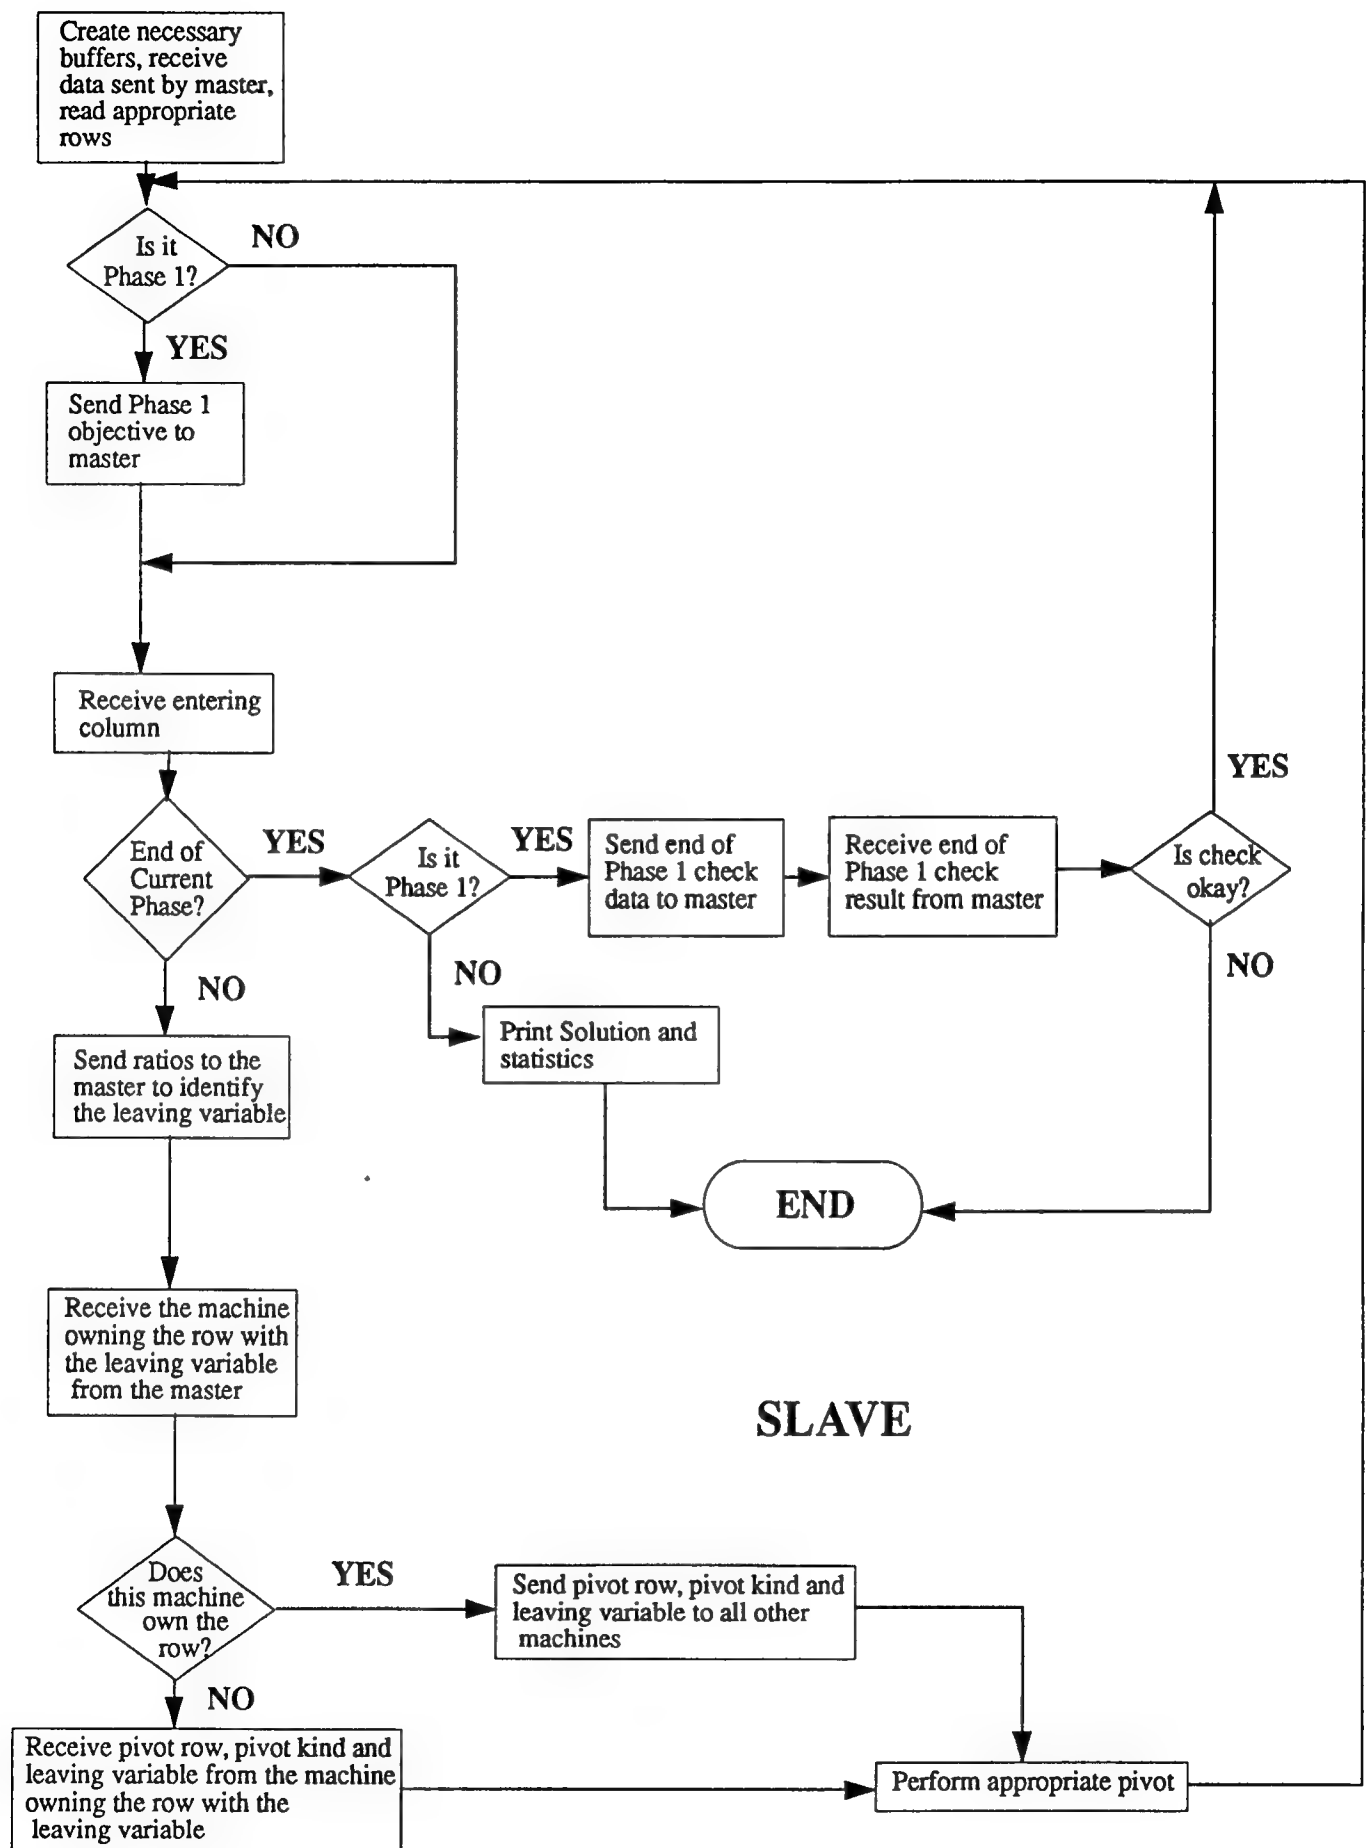 Create necessary
buffers, receive
data sent by master,
read appropriate
rows
Is it
Phase 1?
NO
YES
Send Phase 1
objective to
master
Receive entering
column
End of
Current
Phase?
YES
Is it
Phase 1?
YES
Send end of
Phase 1 check
data to master
Receive end of
Phase 1 check
result from master
Is check
okay?
YES
NO
NO
Print Solution and
statistics
END
NO
Send ratios to the
master to identify
the leaving variable
Receive the machine
owning the row with
the leaving variable
from the master
SLAVE
Does
this machine
own the
row?
YES
Send pivot row, pivot kind and
leaving variable to all other
machines
NO
Receive pivot row, pivot kind and
leaving variable from the machine
owning the row with the
leaving variable
Perform appropriate pivot